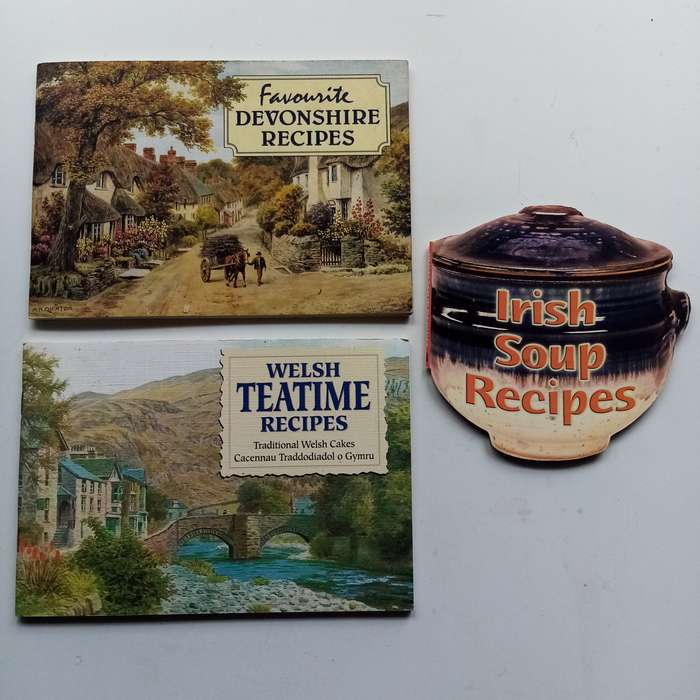 Favourite
DEVONSHIRE
RECIPES
WELSH
TEATIME
RECIPES
Traditional Welsh Cakes
Cacennau Traddodiadol o Gymru
Irish
Soup
Recipes